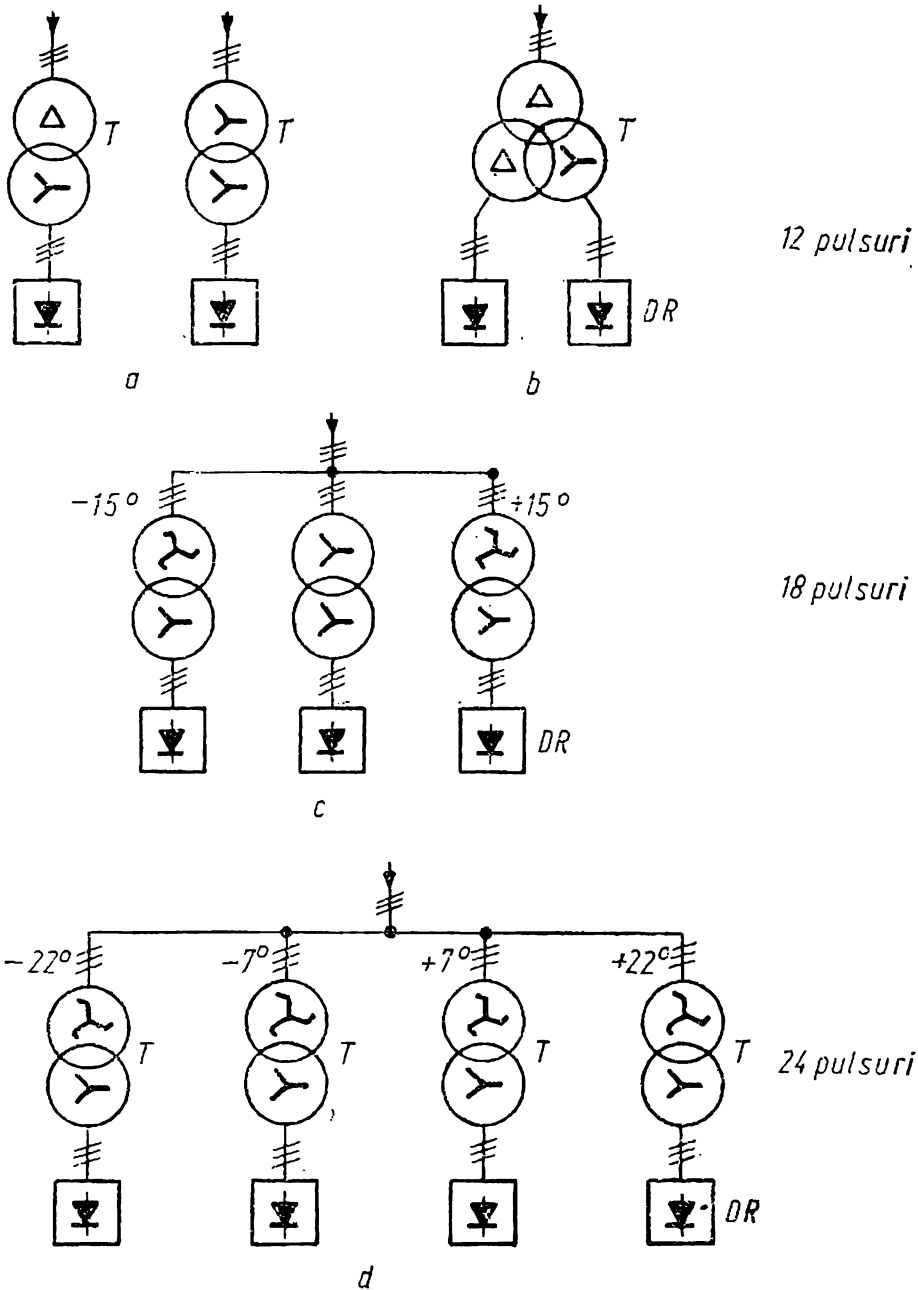 T
T
T
12 pulsuri
DR
a
b
-15°
+15°
18 pulsuri
DR
c
-22°
-7°
+7°
+22°
T
T
T
T
24 pulsuri
DR
d